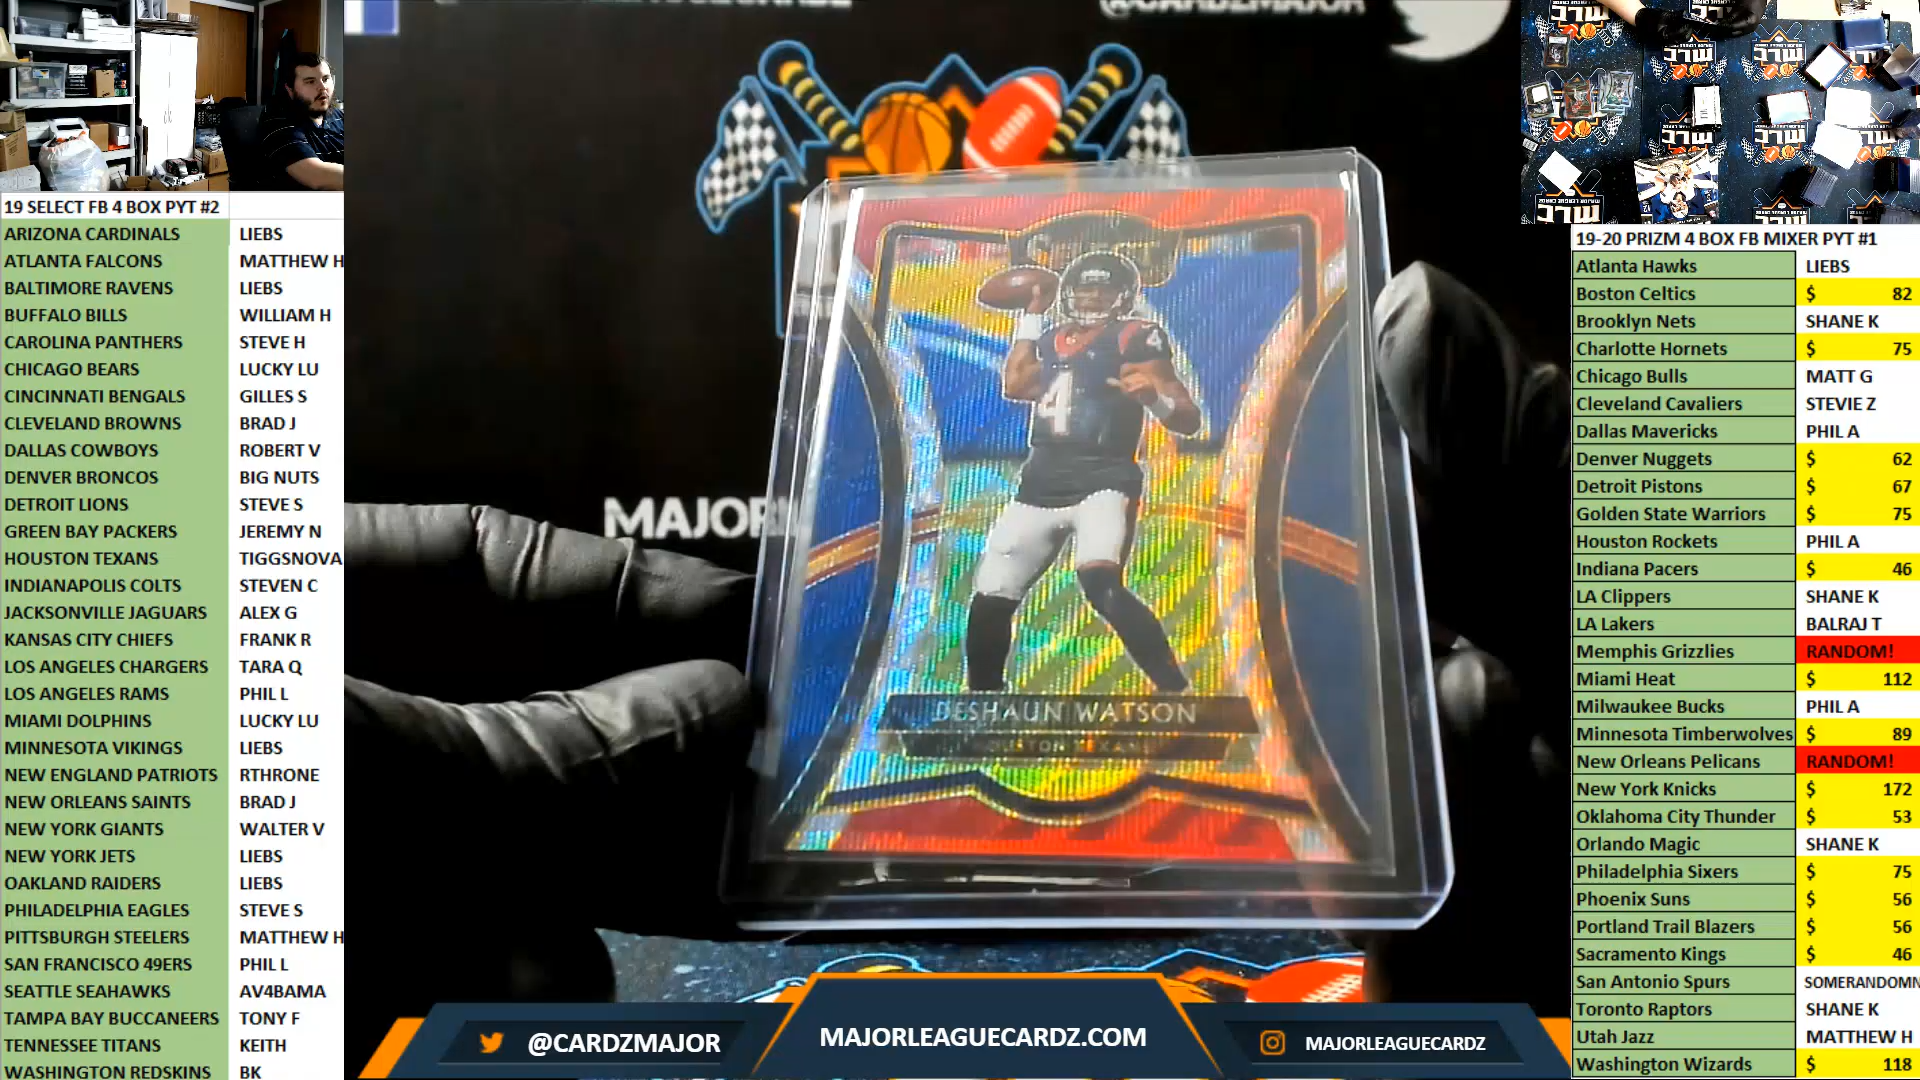 19 SELECT FB 4 BOX PYT #2
ARIZONA CARDINALS LIEBS
ATLANTA FALCONS MATTHEW H
BALTIMORE RAVENS LIEBS
BUFFALO BILLS WILLIAM H
CAROLINA PANTHERS STEVE H
CHICAGO BEARS LUCKY LU
CINCINNATI BENGALS GILLES S
CLEVELAND BROWNS BRAD J
DALLAS COWBOYS ROBERT V
DENVER BRONCOS BIG NUTS
DETROIT LIONS STEVE S
GREEN BAY PACKERS JEREMY N
HOUSTON TEXANS TIGGSNOVA
INDIANAPOLIS COLTS STEVEN C
JACKSONVILLE JAGUARS ALEX G
KANSAS CITY CHIEFS FRANK R
LOS ANGELES CHARGERS TARA Q
LOS ANGELES RAMS PHIL L
MIAMI DOLPHINS LUCKY LU
MINNESOTA VIKINGS LIEBS
NEW ENGLAND PATRIOTS RTHRONE
NEW ORLEANS SAINTS BRAD J
NEW YORK GIANTS WALTER V
NEW YORK JETS LIEBS
OAKLAND RAIDERS LIEBS
PHILADELPHIA EAGLES STEVE S
PITTSBURGH STEELERS MATTHEW H
SAN FRANCISCO 49ERS PHIL L
SEATTLE SEAHAWKS AV4BAMA
TAMPA BAY BUCCANEERS TONY F
TENNESSEE TITANS KEITH
WASHINGTON REDSKINS BK
@CARDZMAJOR
MAJOR
4
4
DESHAUN WATSON
HOUSTON TEXANS
@CARDZMAJOR
MAJORLEAGUECARDZ.COM
MAJORLEAGUECARDZ
19-20 PRIZM 4 BOX FB MIXER PYT #1
Atlanta Hawks LIEBS
Boston Celtics $ 82
Brooklyn Nets SHANE K
Charlotte Hornets $ 75
Chicago Bulls MATT G
Cleveland Cavaliers STEVIE Z
Dallas Mavericks PHIL A
Denver Nuggets $ 62
Detroit Pistons $ 67
Golden State Warriors $ 75
Houston Rockets PHIL A
Indiana Pacers $ 46
LA Clippers SHANE K
LA Lakers BALRAJ T
Memphis Grizzlies RANDOM!
Miami Heat $ 112
Milwaukee Bucks PHIL A
Minnesota Timberwolves $ 89
New Orleans Pelicans RANDOM!
New York Knicks $ 172
Oklahoma City Thunder $ 53
Orlando Magic SHANE K
Philadelphia Sixers $ 75
Phoenix Suns $ 56
Portland Trail Blazers $ 56
Sacramento Kings $ 46
San Antonio Spurs SOMERANDOMN
Toronto Raptors SHANE K
Utah Jazz MATTHEW H
Washington Wizards $ 118